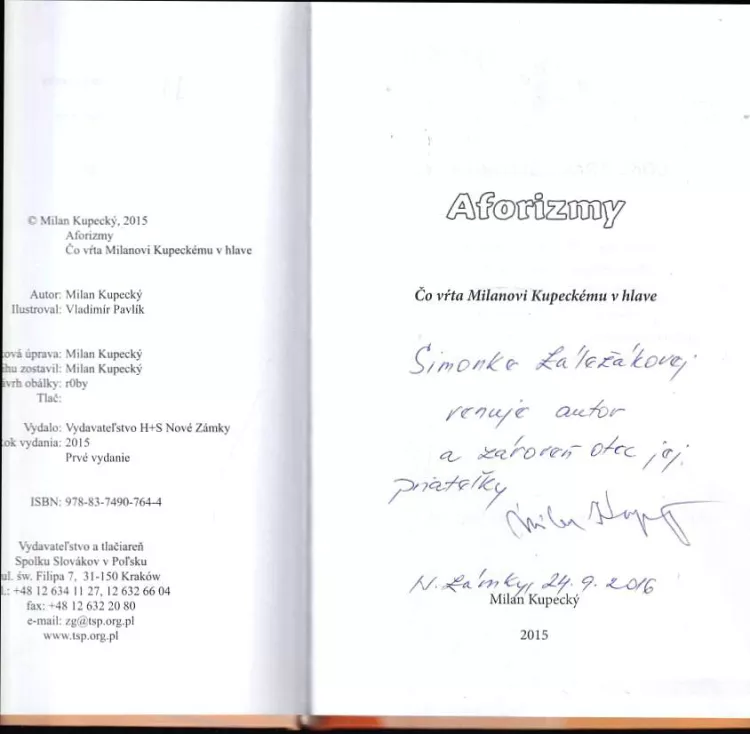 © Milan Kupecký, 2015
Aforizmy
Čo vŕta Milanovi Kupeckému v hlave
Autor: Milan Kupecký
Ilustroval: Vladimír Pavlík
ková úprava: Milan Kupecký
ihu zostavil: Milan Kupecký
ávrh obálky: r0by
Tlač:
Vydalo: Vydavateľstvo H+S Nové Zámky
ok vydania: 2015
Prvé vydanie
ISBN: 978-83-7490-764-4
Vydavateľstvo a tlačiareň
Spolku Slovákov v Poľsku
ul. św. Filipa 7, 31-150 Kraków
l.: +48 12 634 11 27, 12 632 66 04
fax: +48 12 632 20 80
e-mail: zg@tsp.org.pl
www.tsp.org.pl
Aforizmy
Čo vŕta Milanovi Kupeckému v hlave
Simonke Záležákovej
venuje autor
a zároveň otec jej
priateľky
Milan Kupecký
N. Zámky, 24.9.2016
Milan Kupecký
2015